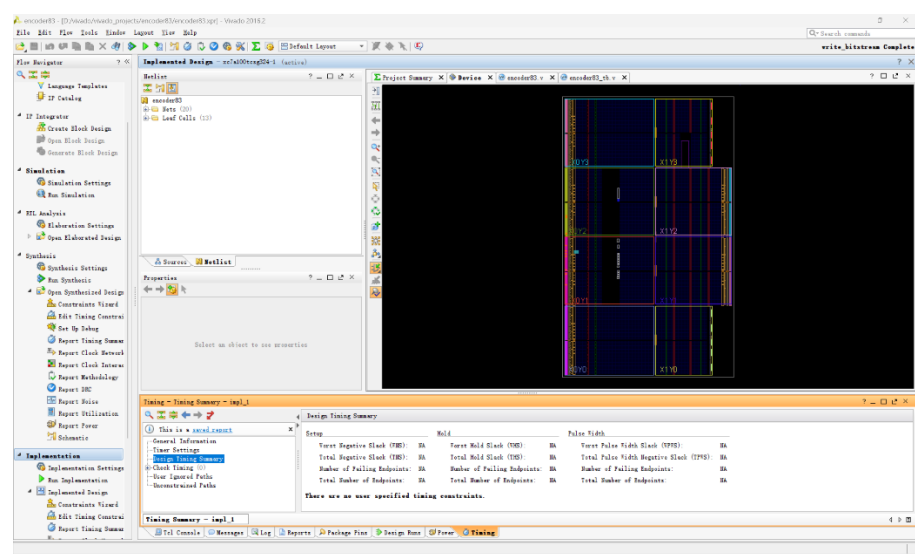 encoder83 - [D:/vivado/vivado_projects/encoder83/encoder83.xpr] - Vivado 2016.2
File Edit Flow Tools Window Layout View Help
Q- Search commands
Default Layout
write_bitstream Complete
Flow Navigator
Language Templates
IP Catalog
IP Integrator
Create Block Design
Open Block Design
Generate Block Design
Simulation
Simulation Settings
Run Simulation
RTL Analysis
Elaboration Settings
Open Elaborated Design
Synthesis
Synthesis Settings
Run Synthesis
Open Synthesized Design
Constraints Wizard
Edit Timing Constrai
Set Up Debug
Report Timing Summar
Report Clock Network
Report Clock Interac
Report Methodology
Report DRC
Report Noise
Report Utilization
Report Power
Schematic
Implementation
Implementation Settings
Run Implementation
Implemented Design
Constraints Wizard
Edit Timing Constrai
Report Timing Summar
Implemented Design - xc7a100tcsg324-1 (active)
Netlist
encoder83
Nets (20)
Leaf Cells (23)
Sources Netlist
Properties
Select an object to see properties
Project Summary Device encoder83.v encoder83_tb.v
X0Y3 X1Y3
X0Y2 X1Y2
X0Y1
X0Y0 X1Y0
Timing - Timing Summary - impl_1
This is a saved report
General Information
Timer Settings
Design Timing Summary
Check Timing (0)
User Ignored Paths
Unconstrained Paths
Design Timing Summary
Setup Hold Pulse Width
Worst Negative Slack (WNS): NA Worst Hold Slack (WHS): NA Worst Pulse Width Slack (WPWS): NA
Total Negative Slack (TNS): NA Total Hold Slack (THS): NA Total Pulse Width Negative Slack (TPWS): NA
Number of Failing Endpoints: NA Number of Failing Endpoints: NA Number of Failing Endpoints: NA
Total Number of Endpoints: NA Total Number of Endpoints: NA Total Number of Endpoints: NA
There are no user specified timing constraints.
Timing Summary - impl_1
Tcl Console Messages Log Reports Package Pins Design Runs Power Timing